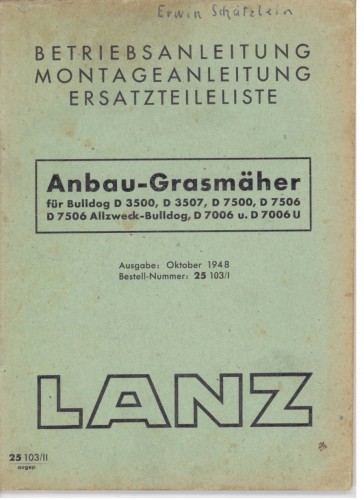 Erwin Schätzlein
BETRIEBSANLEITUNG
MONTAGEANLEITUNG
ERSATZTEILELISTE
Anbau-Grasmäher
für Bulldog D 3500, D 3507, D 7500, D 7506
D 7506 Allzweck-Bulldog, D 7006 u. D 7006 U
Ausgabe: Oktober 1948
Bestell-Nummer: 25 103/I
LANZ
25 103/II
ausgep.